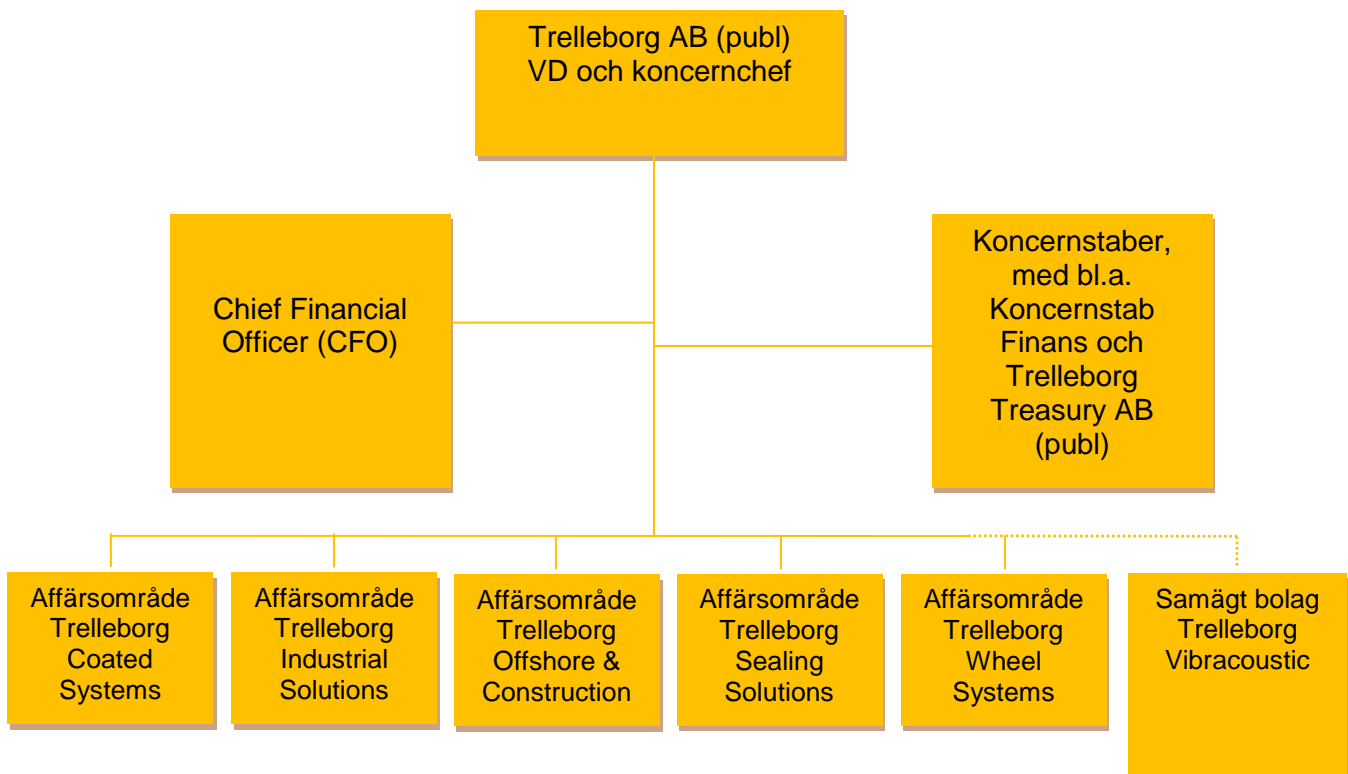 Trelleborg AB (publ)
VD och koncernchef
Chief Financial
Officer (CFO)
Koncernstaber,
med bl.a.
Koncernstab
Finans och
Trelleborg
Treasury AB
(publ)
Affärsområde
Trelleborg
Coated
Systems
Affärsområde
Trelleborg
Industrial
Solutions
Affärsområde
Trelleborg
Offshore &
Construction
Affärsområde
Trelleborg
Sealing
Solutions
Affärsområde
Trelleborg
Wheel
Systems
Samägt bolag
Trelleborg
Vibracoustic